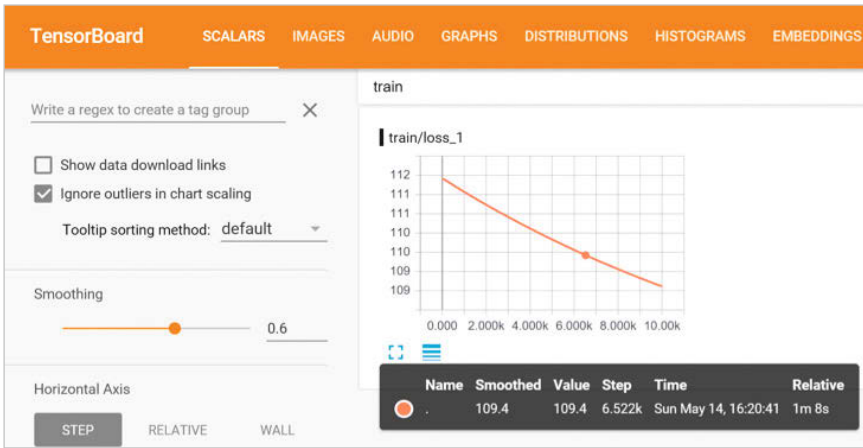 TensorBoard SCALARS IMAGES AUDIO GRAPHS DISTRIBUTIONS HISTOGRAMS EMBEDDINGS
Write a regex to create a tag group
Show data download links
Ignore outliers in chart scaling
Tooltip sorting method: default
Smoothing
0.6
Horizontal Axis
STEP RELATIVE WALL
train
train/loss_1
112
111
111
110
110
109
109
0.000 2.000k 4.000k 6.000k 8.000k 10.00k
Name Smoothed Value Step Time Relative
. 109.4 109.4 6.522k Sun May 14, 16:20:41 1m 8s